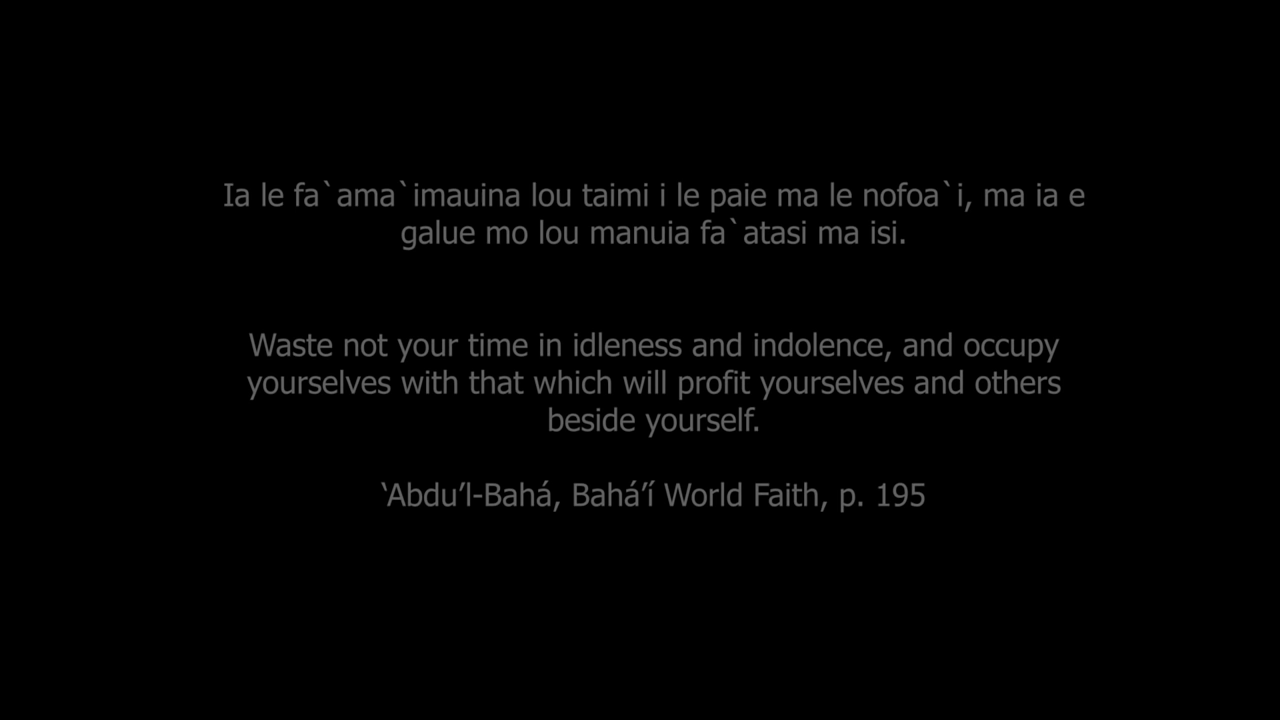 Ia le fa`ama`imauina lou taimi i le paie ma le nofoa`i, ma ia e
galue mo lou manuia fa`atasi ma isi.
Waste not your time in idleness and indolence, and occupy
yourselves with that which will profit yourselves and others
beside yourself.
‘Abdu’l-Bahá, Bahá’í World Faith, p. 195